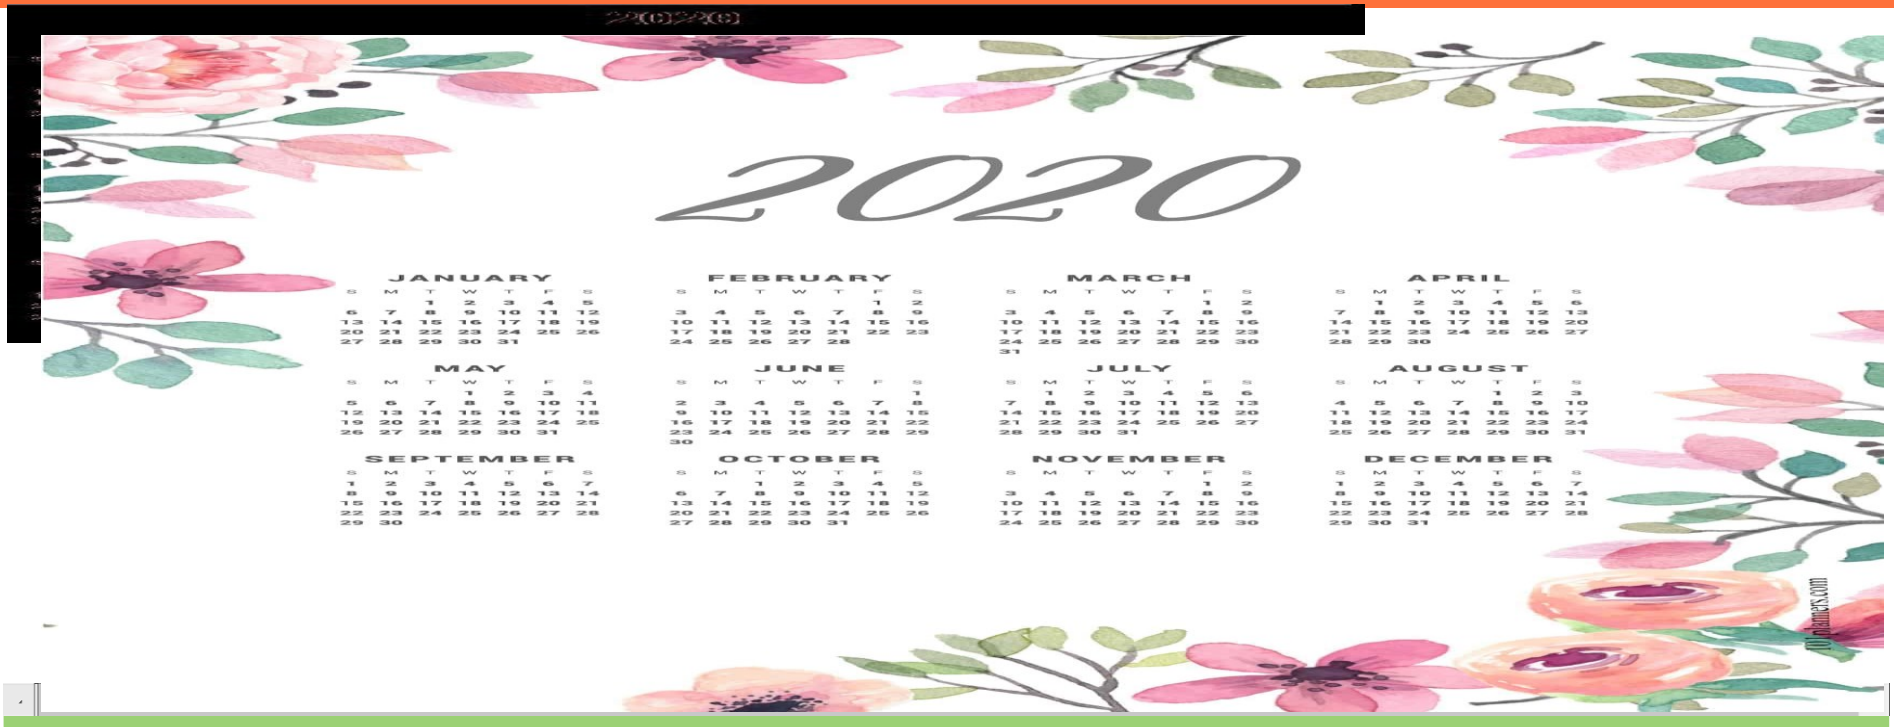 2020
JANUARY FEBRUARY MARCH APRIL
S M T W T F S S M T W T F S S M T W T F S S M T W T F S
1 2 3 4 5 1 2 1 2 1 2 3 4 5 6
6 7 8 9 10 11 12 3 4 5 6 7 8 9 3 4 5 6 7 8 9 7 8 9 10 11 12 13
13 14 15 16 17 18 19 10 11 12 13 14 15 16 10 11 12 13 14 15 16 14 15 16 17 18 19 20
20 21 22 23 24 25 26 17 18 19 20 21 22 23 17 18 19 20 21 22 23 21 22 23 24 25 26 27
27 28 29 30 31 24 25 26 27 28 24 25 26 27 28 29 30 28 29 30
31
MAY JUNE JULY AUGUST
S M T W T F S S M T W T F S S M T W T F S S M T W T F S
1 2 3 4 1 1 2 3 4 5 6 1 2 3
5 6 7 8 9 10 11 2 3 4 5 6 7 8 7 8 9 10 11 12 13 4 5 6 7 8 9 10
12 13 14 15 16 17 18 9 10 11 12 13 14 15 14 15 16 17 18 19 20 11 12 13 14 15 16 17
19 20 21 22 23 24 25 16 17 18 19 20 21 22 21 22 23 24 25 26 27 18 19 20 21 22 23 24
26 27 28 29 30 31 23 24 25 26 27 28 29 28 29 30 31 25 26 27 28 29 30 31
30
SEPTEMBER OCTOBER NOVEMBER DECEMBER
S M T W T F S S M T W T F S S M T W T F S S M T W T F S
1 2 3 4 5 6 7 1 2 3 4 5 1 2 1 2 3 4 5 6 7
8 9 10 11 12 13 14 6 7 8 9 10 11 12 3 4 5 6 7 8 9 8 9 10 11 12 13 14
15 16 17 18 19 20 21 13 14 15 16 17 18 19 10 11 12 13 14 15 16 15 16 17 18 19 20 21
22 23 24 25 26 27 28 20 21 22 23 24 25 26 17 18 19 20 21 22 23 22 23 24 25 26 27 28
29 30 27 28 29 30 31 24 25 26 27 28 29 30 29 30 31
101planners.com